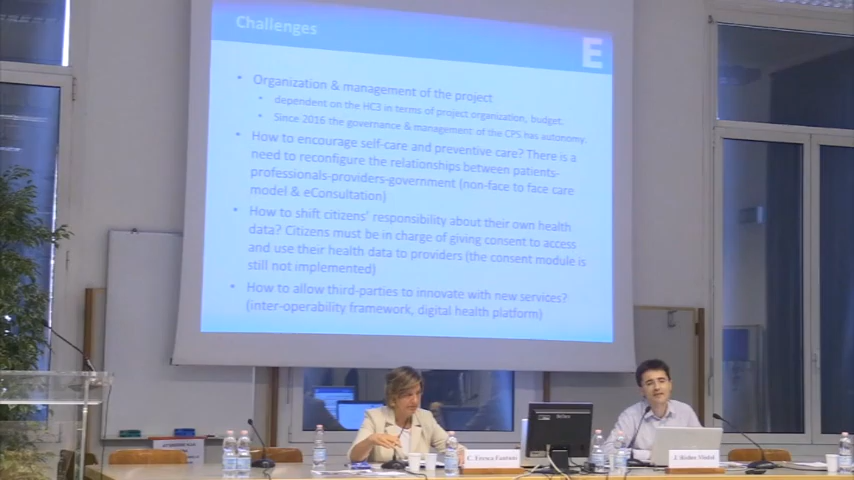 Challenges
E
• Organization & management of the project
• dependent on the HC3 in terms of project organization, budget.
• Since 2016 the governance & management of the CPS has autonomy.
• How to encourage self-care and preventive care? There is a
need to reconfigure the relationships between patients-
professionals-providers-government (non-face to face care
model & eConsultation)
• How to shift citizens' responsibility about their own health
data? Citizens must be in charge of giving consent to access
and use their health data to providers (the consent module is
still not implemented)
• How to allow third-parties to innovate with new services?
(inter-operability framework, digital health platform)